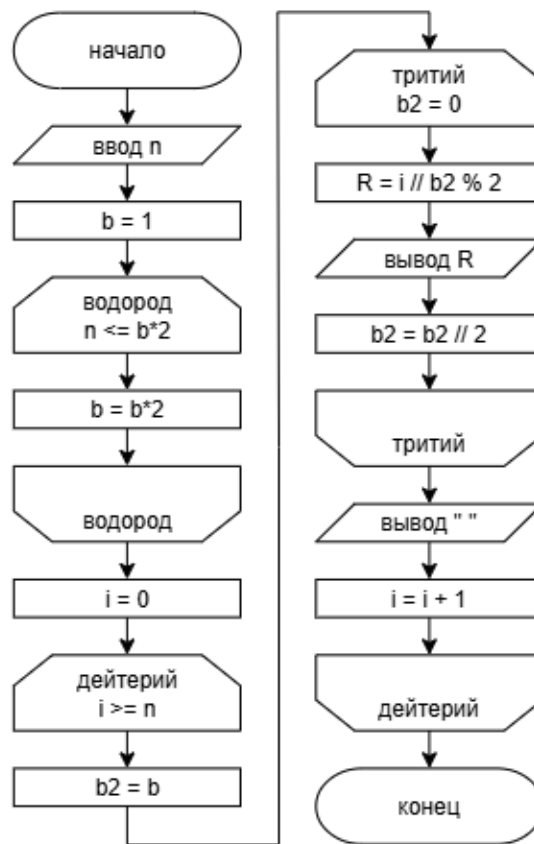 начало
ввод n
b = 1
водород
n <= b*2
b = b*2
водород
i = 0
дейтерий
i >= n
b2 = b
тритий
b2 = 0
R = i // b2 % 2
вывод R
b2 = b2 // 2
тритий
вывод " "
i = i + 1
дейтерий
конец